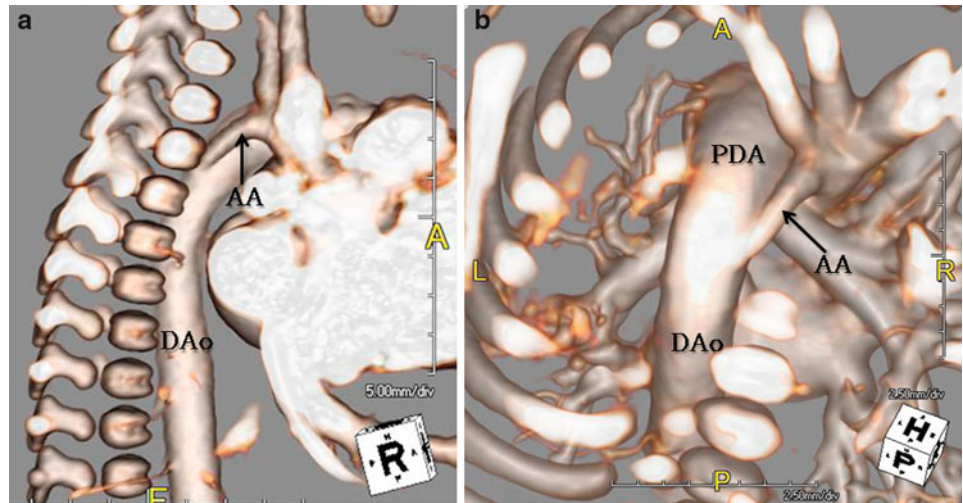 a
AA
A
DAo
5.00mm/div
R
F
b
A
PDA
AA
L
R
DAo
2.50mm/div
H
P
P
2.50mm/div